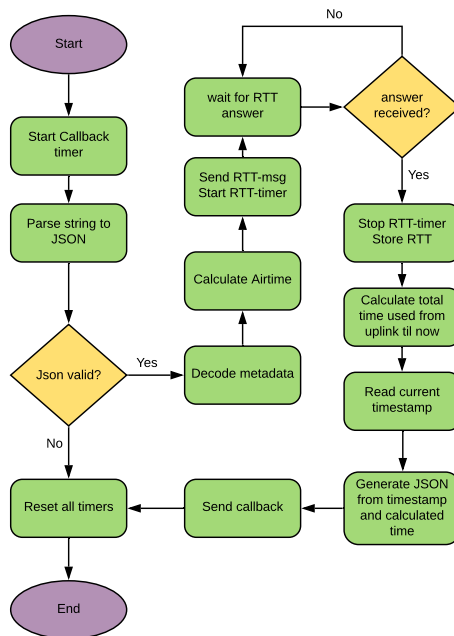 Start
Start Callback
timer
Parse string to
JSON
Json valid?
Yes
No
Decode metadata
Calculate Airtime
Send RTT-msg
Start RTT-timer
wait for RTT
answer
No
answer
received?
Yes
Stop RTT-timer
Store RTT
Calculate total
time used from
uplink til now
Read current
timestamp
Generate JSON
from timestamp
and calculated
time
Send callback
Reset all timers
End